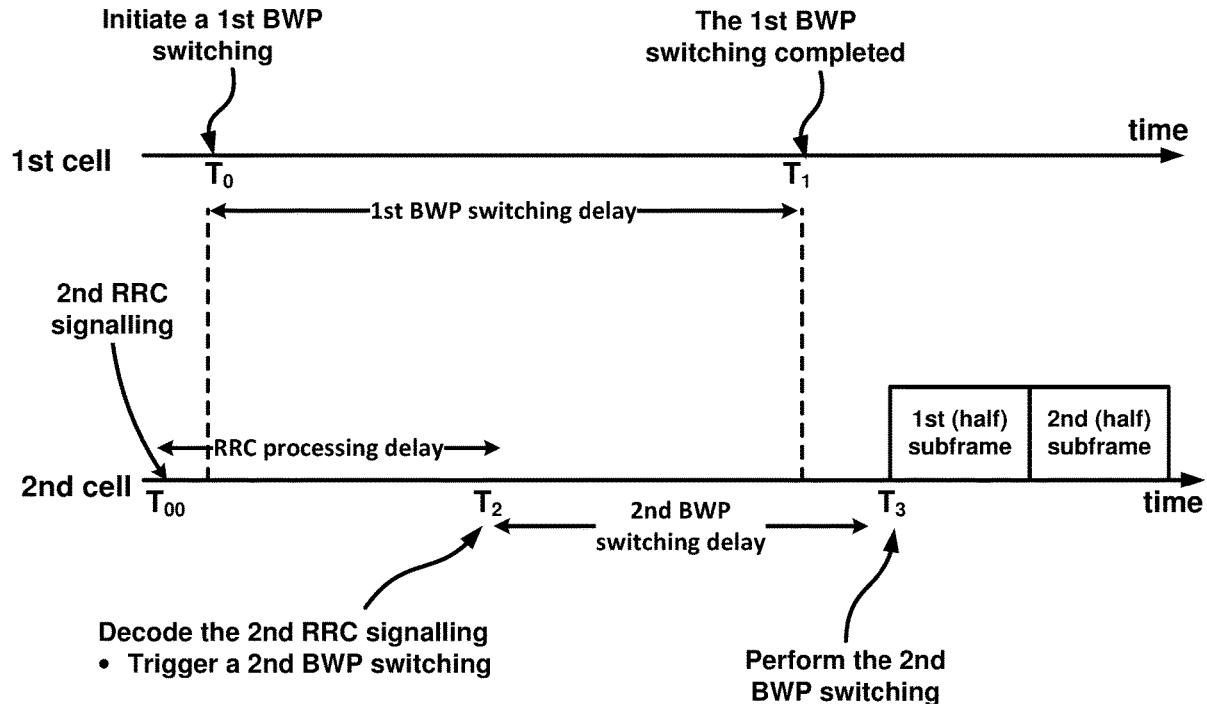 Initiate a 1st BWP
switching
The 1st BWP
switching completed
time
1st cell
T0
T1
1st BWP switching delay
2nd RRC
signalling
1st (half)
subframe
2nd (half)
subframe
RRC processing delay
2nd cell
time
T00
T2
T3
2nd BWP
switching delay
Decode the 2nd RRC signalling
• Trigger a 2nd BWP switching
Perform the 2nd
BWP switching